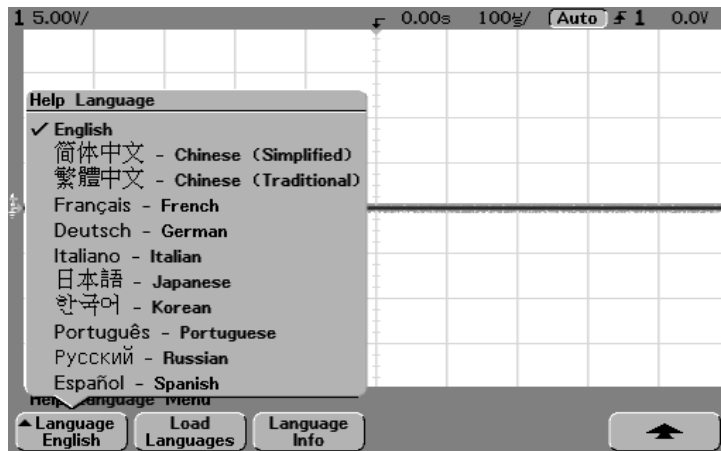 1 5.00V/ 0.00s 100㎲/ Auto 1 0.0V
Help Language
✓ English
简体中文 - Chinese (Simplified)
繁體中文 - Chinese (Traditional)
Français - French
Deutsch - German
Italiano - Italian
日本語 - Japanese
한국어 - Korean
Português - Portuguese
Русский - Russian
Español - Spanish
Help Language Menu
Language English
Load Languages
Language Info